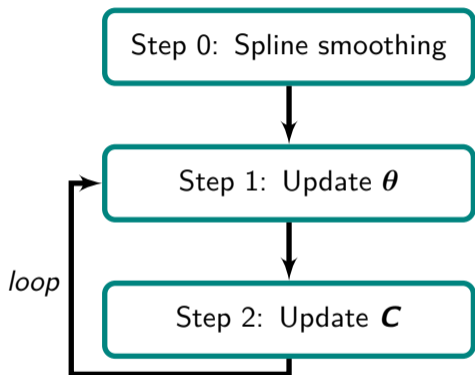 Step 0: Spline smoothing
Step 1: Update θ
loop
Step 2: Update C